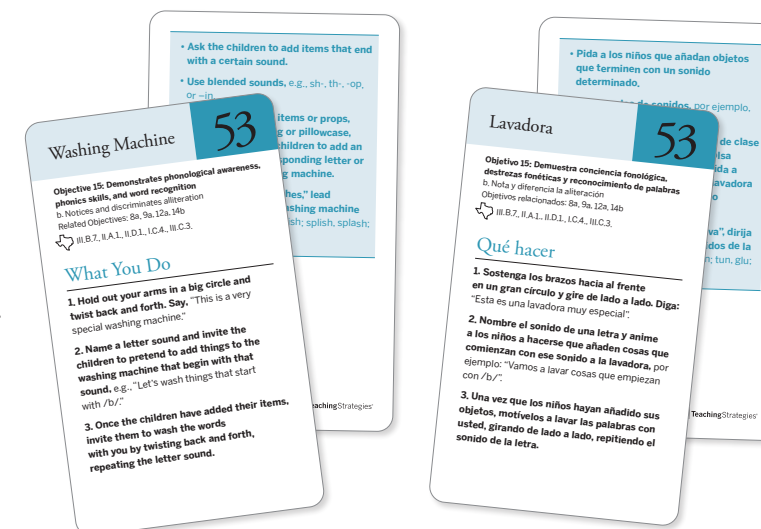 • Ask the children to add items that end
with a certain sound.
• Use blended sounds, e.g., sh-, th-, -op,
or –in.
items or props,
or pillowcase,
children to add an
sponding letter or
machine.
hes," lead
ashing machine
sh; splish, splash;
eachingStrategies®
Washing Machine
53
Objective 15: Demonstrates phonological awareness,
phonics skills, and word recognition
b. Notices and discriminates alliteration
Related Objectives: 8a, 9a, 12a, 14b
III.B.7., II.A.1., II.D.1., I.C.4., III.C.3.
What You Do
1. Hold out your arms in a big circle and
twist back and forth. Say, "This is a very
special washing machine."
2. Name a letter sound and invite the
children to pretend to add things to the
washing machine that begin with that
sound, e.g., "Let's wash things that start
with /b/."
3. Once the children have added their items,
invite them to wash the words
with you by twisting back and forth,
repeating the letter sound.
• Pida a los niños que añadan objetos
que terminen con un sonido
determinado.
de sonidos, por ejemplo,
de clase
ida a
lavadora
va", dirija
dos de la
n; tun, glu;
TeachingStrategies®
Lavadora
53
Objetivo 15: Demuestra conciencia fonológica,
destrezas fonéticas y reconocimiento de palabras
b. Nota y diferencia la aliteración
Objetivos relacionados: 8a, 9a, 12a, 14b
III.B.7., II.A.1., II.D.1., I.C.4., III.C.3.
Qué hacer
1. Sostenga los brazos hacia al frente
en un gran círculo y gire de lado a lado. Diga:
"Esta es una lavadora muy especial".
2. Nombre el sonido de una letra y anime
a los niños a hacerse que añaden cosas que
comienzan con ese sonido a la lavadora, por
ejemplo: "Vamos a lavar cosas que empiezan
con /b/".
3. Una vez que los niños hayan añadido sus
objetos, motívelos a lavar las palabras con
usted, girando de lado a lado, repitiendo el
sonido de la letra.